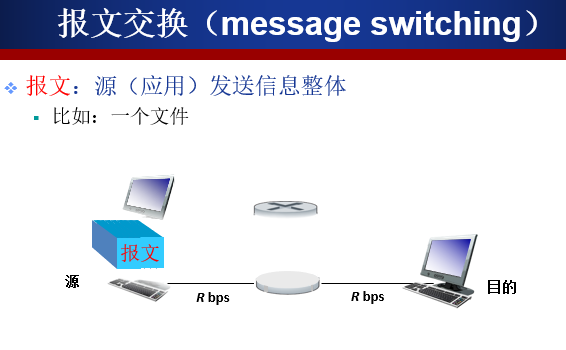 报文交换（message switching）
报文：源（应用）发送信息整体
比如：一个文件
报文
源
R bps
R bps
目的